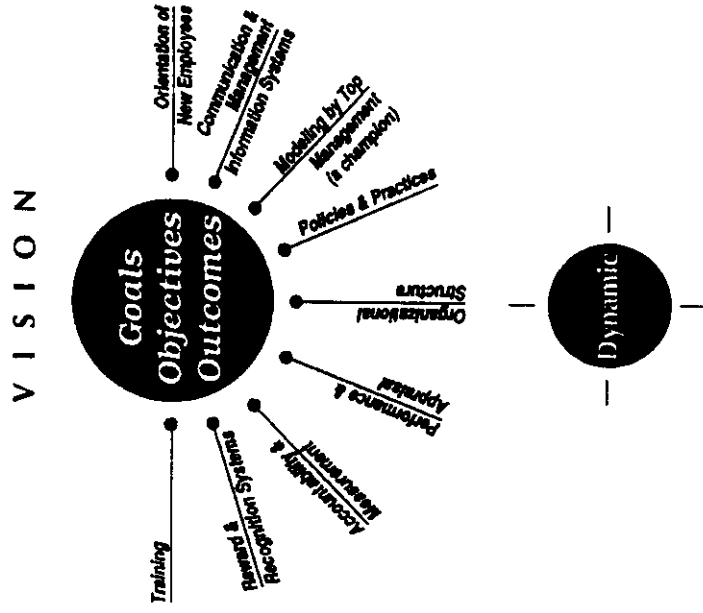 VISION
Goals
Objectives
Outcomes
Training
Reward &
Recognition Systems
Accountability &
Measurement
Performance &
Appraisal
Organizational
Structure
Policies & Practices
Modeling by Top
Management
(a champion)
Communication &
Management
Information Systems
Orientation of
New Employees
Dynamic